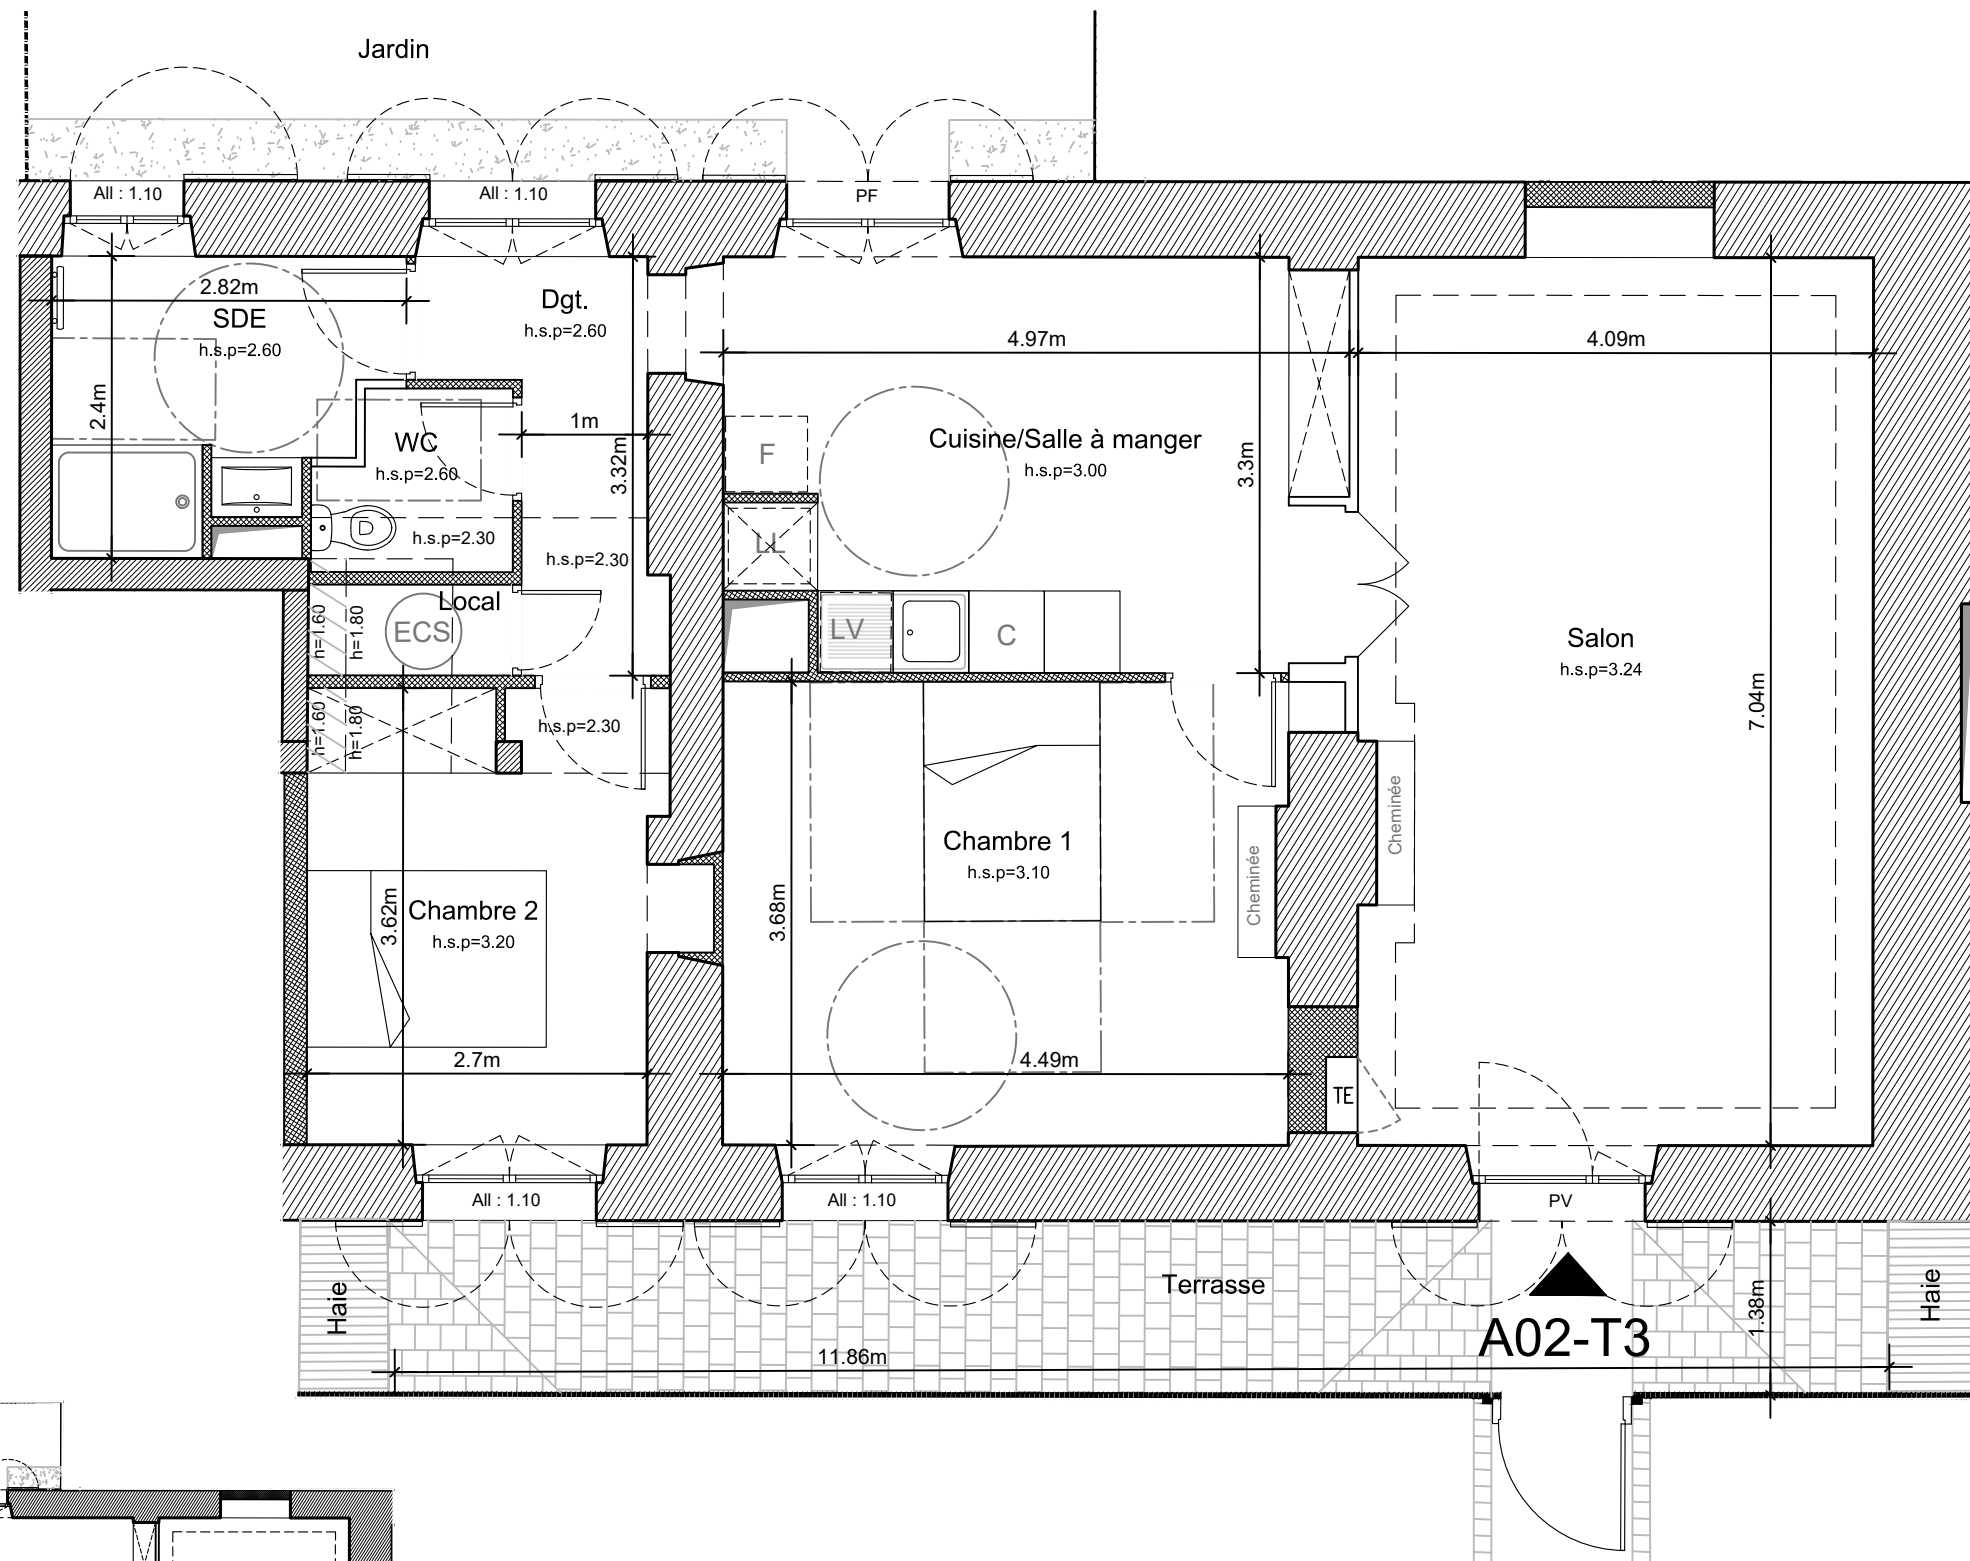 Jardin
All : 1.10
All : 1.10
PF
2.82m
SDE
h.s.p=2.60
Dgt.
h.s.p=2.60
4.97m
4.09m
2.4m
WC
h.s.p=2.60
1m
3.32m
F
Cuisine/Salle à manger
h.s.p=3.00
3.3m
h.s.p=2.30
h.s.p=2.30
LL
Local
ECS
h=1.60
h=1.80
LV
C
Salon
h.s.p=3.24
h=1.60
h=1.80
h.s.p=2.30
7.04m
Cheminée
Chambre 1
h.s.p=3.10
Cheminée
Chambre 2
h.s.p=3.20
3.62m
3.68m
2.7m
4.49m
TE
All : 1.10
All : 1.10
PV
Haie
Terrasse
1.38m
Haie
A02-T3
11.86m